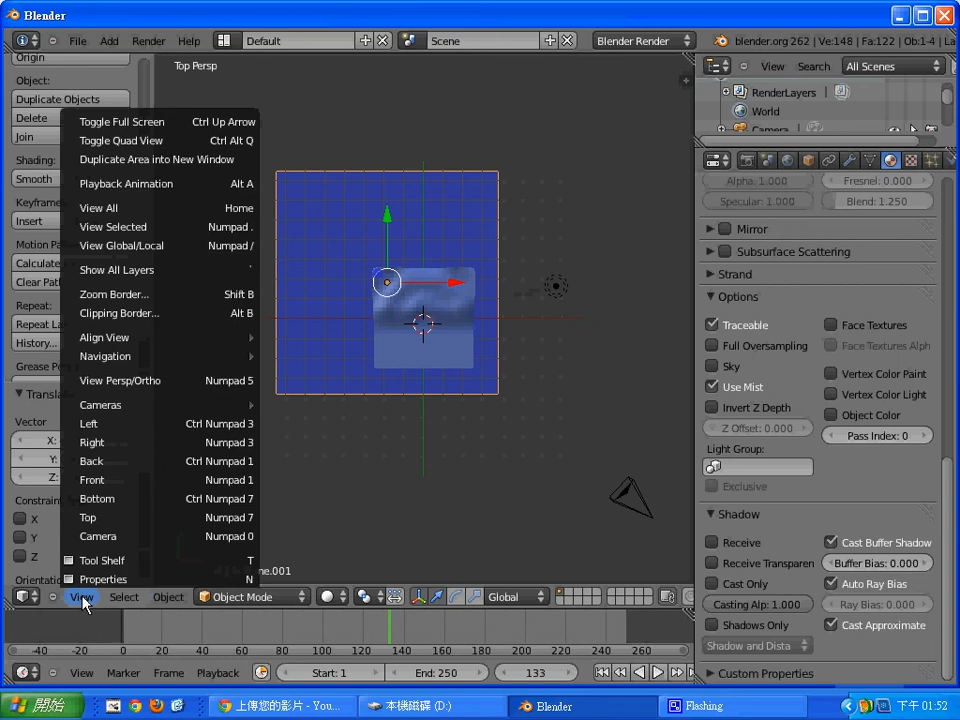 Blender
File Add Render Help Default Scene Blender Render blender.org 262 | Ve:148 | Fa:122 | Ob:1-4 | La
Origin
Object:
Duplicate Objects
Delete
Join
Shading:
Smooth
Keyframe
Insert
Motion Pa
Calculate
Clear Path
Repeat:
Repeat La
History...
Grease Pe
Translat
Vector
X:
Y:
Z:
Constrai
X
Y
Z
Orientatio
Top Persp
Toggle Full Screen Ctrl Up Arrow
Toggle Quad View Ctrl Alt Q
Duplicate Area into New Window
Playback Animation Alt A
View All Home
View Selected Numpad .
View Global/Local Numpad /
Show All Layers `
Zoom Border... Shift B
Clipping Border... Alt B
Align View
Navigation
View Persp/Ortho Numpad 5
Cameras
Left Ctrl Numpad 3
Right Numpad 3
Back Ctrl Numpad 1
Front Numpad 1
Bottom Ctrl Numpad 7
Top Numpad 7
Camera Numpad 0
Tool Shelf T
Properties N
ne.001
View Select Object Object Mode Global
-40 -20 0 20 40 60 80 100 120 140 160 180 200 220 240 260
View Marker Frame Playback Start: 1 End: 250 133
View Search All Scenes
RenderLayers
World
Camera
Alpha: 1.000 Fresnel: 0.000
Specular: 1.000 Blend: 1.250
Mirror
Subsurface Scattering
Strand
Options
Traceable Face Textures
Full Oversampling Face Textures Alph
Sky
Vertex Color Paint
Use Mist
Vertex Color Light
Invert Z Depth
Object Color
Z Offset: 0.000
Pass Index: 0
Light Group:
Exclusive
Shadow
Receive Cast Buffer Shadow
Receive Transparen Buffer Bias: 0.000
Cast Only Auto Ray Bias
Casting Alp: 1.000 Ray Bias: 0.000
Shadows Only Cast Approximate
Shadow and Dista
Custom Properties
開始 上傳您的影片 - You... 本機磁碟 (D:) Blender Flashing 下午 01:52